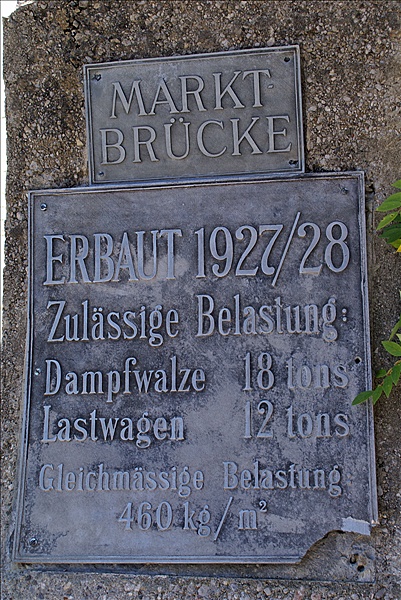 MARKT-
BRÜCKE
ERBAUT 1927/28
Zulässige Belastung:
Dampfwalze 18 tons
Lastwagen 12 tons
Gleichmässige Belastung
460 kg/m²